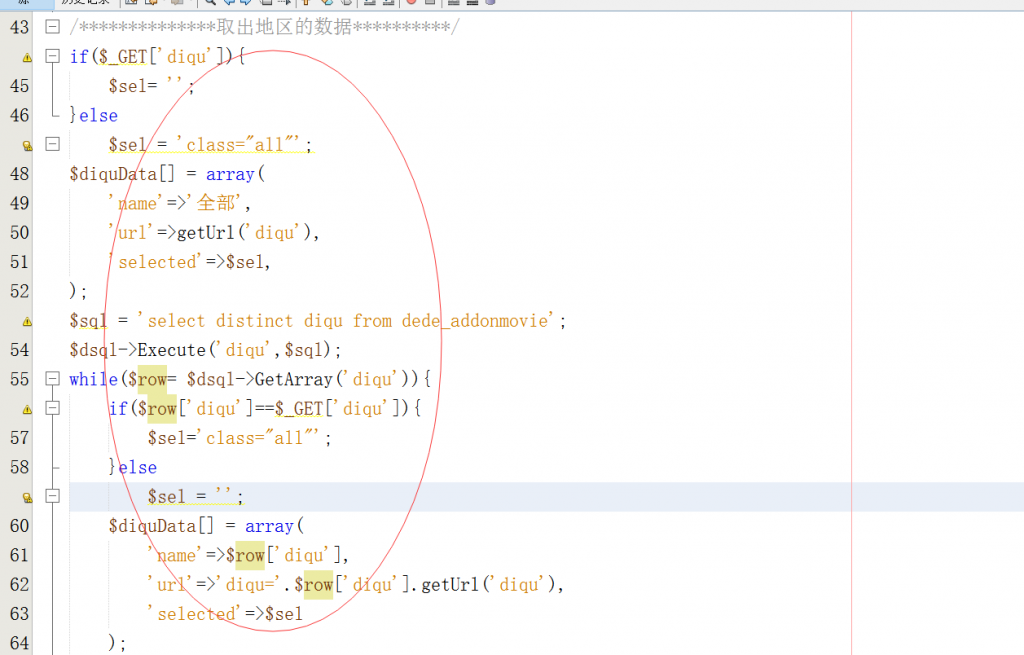 历史记录
43 /**************取出地区的数据**********/
if($_GET['diqu']){
45 $sel= '';
46 }else
$sel = 'class="all"';
48 $diquData[] = array(
49 'name'=>'全部',
50 'url'=>getUrl('diqu'),
51 'selected'=>$sel,
52 );
$sql = 'select distinct diqu from dede_addonmovie';
54 $dsql->Execute('diqu',$sql);
55 while($row= $dsql->GetArray('diqu')){
if($row['diqu']==$_GET['diqu']){
57 $sel='class="all"';
58 }else
$sel = '';
60 $diquData[] = array(
61 'name'=>$row['diqu'],
62 'url'=>'diqu='.$row['diqu'].getUrl('diqu'),
63 'selected'=>$sel
64 );